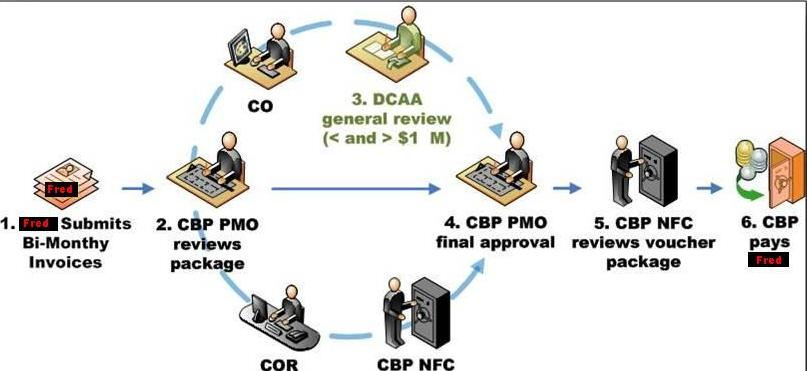 CO
3. DCAA
general review
(< and > $1 M)
Fred
1. Fred Submits
Bi-Monthy
Invoices
2. CBP PMO
reviews
package
4. CBP PMO
final approval
5. CBP NFC
reviews voucher
package
6. CBP
pays
Fred
COR
CBP NFC